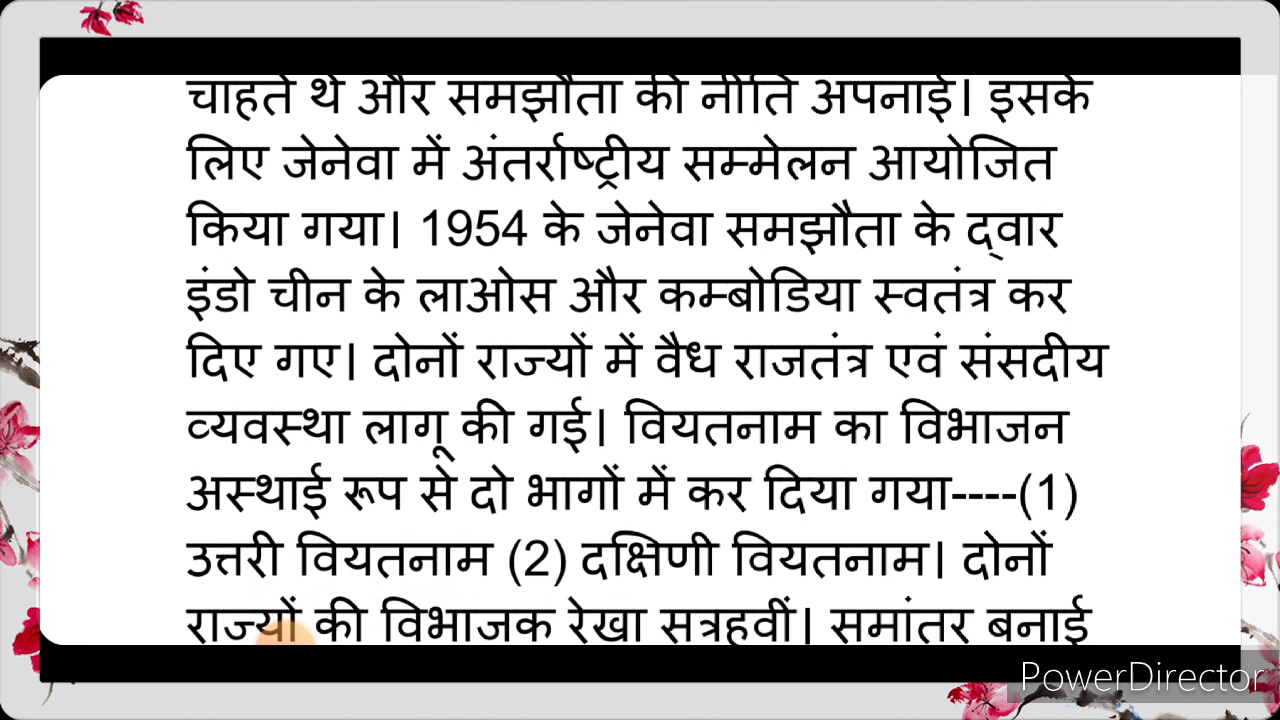 चाहते थे और समझौता की नीति अपनाई। इसके
लिए जेनेवा में अंतर्राष्ट्रीय सम्मेलन आयोजित
किया गया। 1954 के जेनेवा समझौता के द्वार
इंडो चीन के लाओस और कम्बोडिया स्वतंत्र कर
दिए गए। दोनों राज्यों में वैध राजतंत्र एवं संसदीय
व्यवस्था लागू की गई। वियतनाम का विभाजन
अस्थाई रूप से दो भागों में कर दिया गया----(1)
उत्तरी वियतनाम (2) दक्षिणी वियतनाम। दोनों
राज्यों की विभाजक रेखा सत्रहवीं। समांतर बनाई
PowerDirector